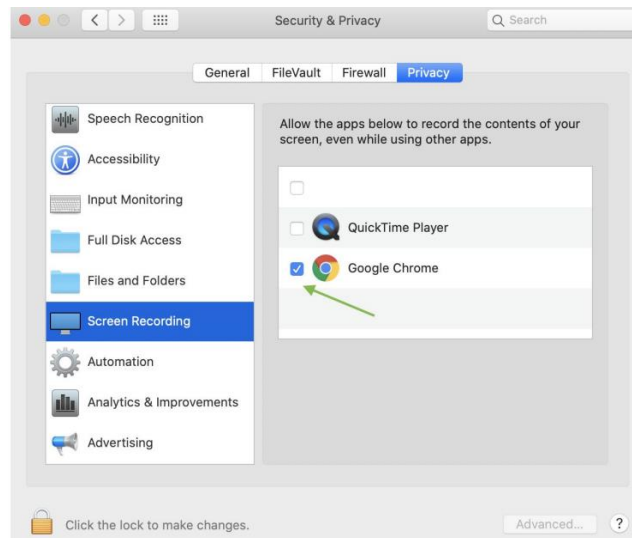 Security & Privacy
Search
General FileVault Firewall Privacy
Speech Recognition
Accessibility
Input Monitoring
Full Disk Access
Files and Folders
Screen Recording
Automation
Analytics & Improvements
Advertising
Allow the apps below to record the contents of your
screen, even while using other apps.
QuickTime Player
Google Chrome
Click the lock to make changes.
Advanced...
?